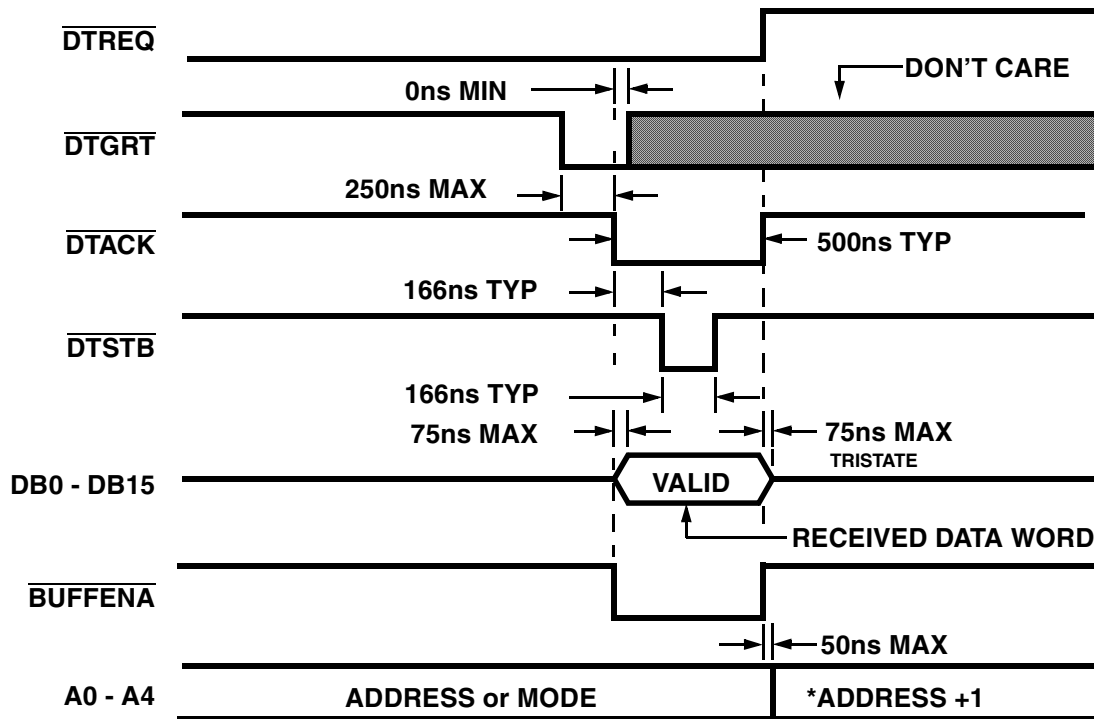 DTREQ
DON'T CARE
0ns MIN
DTGRT
250ns MAX
DTACK
500ns TYP
166ns TYP
DTSTB
166ns TYP
75ns MAX
75ns MAX
TRISTATE
DB0 - DB15
VALID
RECEIVED DATA WORD
BUFFENA
50ns MAX
A0 - A4
ADDRESS or MODE
*ADDRESS +1